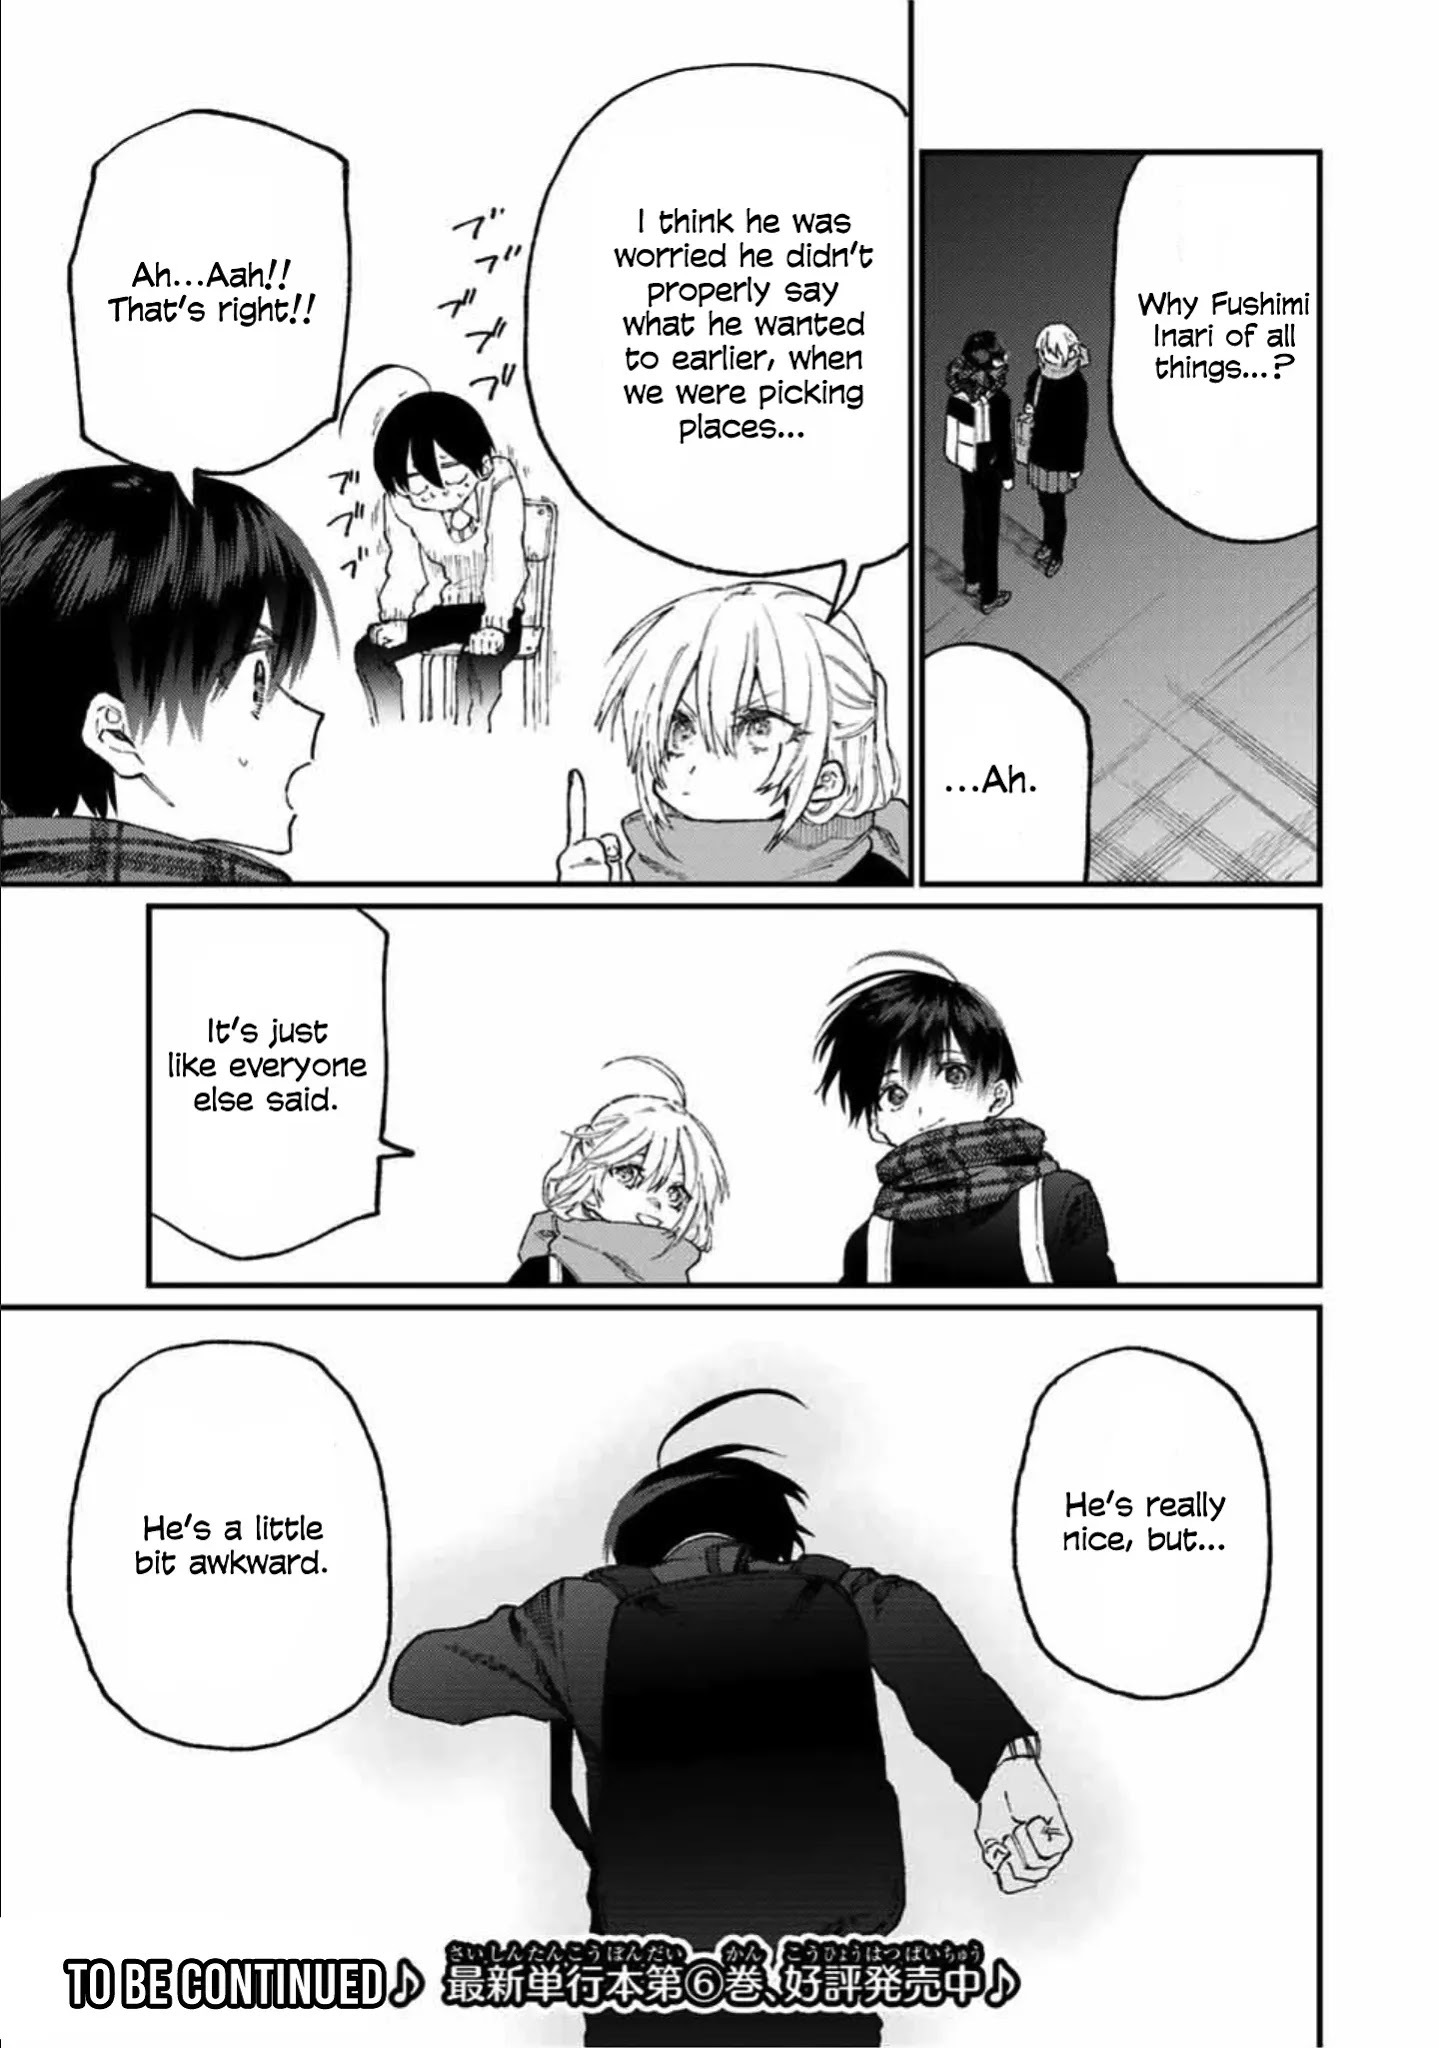 Why Fushimi
Inari of all
things...?
...Ah.
I think he was
worried he didn't
properly say
what he wanted
to earlier, when
we were picking
places...
ブ
ブ
ブ
ブ
ブ
ブ
ブ
Ah...Aah!!
That's right!!
It's just
like everyone
else said.
He's really
nice, but...
He's a little
bit awkward.
TO BE CONTINUED♪
さいしんたんこうぼんだい かん こうひょうはつばいちゅう
最新単行本第⑥巻、好評発売中♪